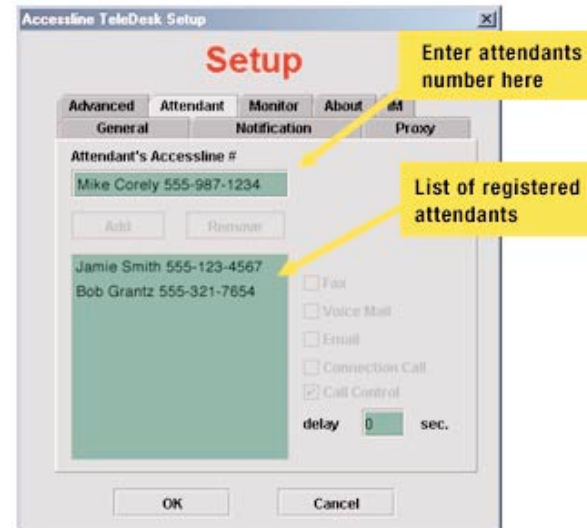 Accessline TeleDesk Setup
Setup
Enter attendants
number here
Advanced Attendant Monitor About IM
General Notification Proxy
Attendant's Accessline #
Mike Corely 555-987-1234
Add Remove
List of registered
attendants
Jamie Smith 555-123-4567
Bob Grantz 555-321-7654
Fax
Voice Mail
Email
Connection Call
Call Control
delay 0 sec.
OK Cancel